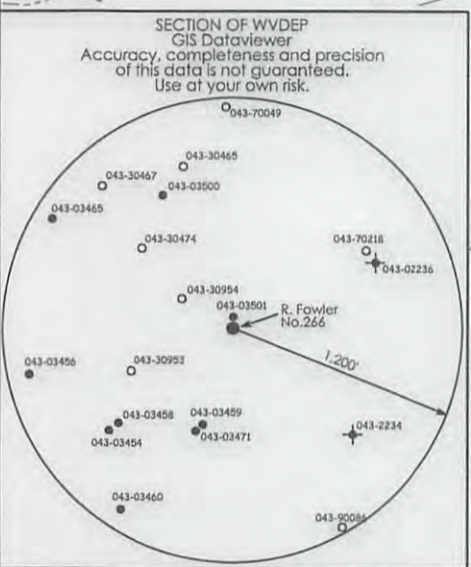 SECTION OF WVDEP
GIS Dataviewer
Accuracy, completeness and precision
of this data is not guaranteed.
Use at your own risk.
043-70049
043-30465
043-30467
043-03500
043-03465
043-30474
043-70218
043-02236
043-30954
043-03501
R. Fowler
No.266
1,200'
043-03456
043-30953
043-03458
043-03459
043-03454
043-03471
043-2234
043-03460
043-90086